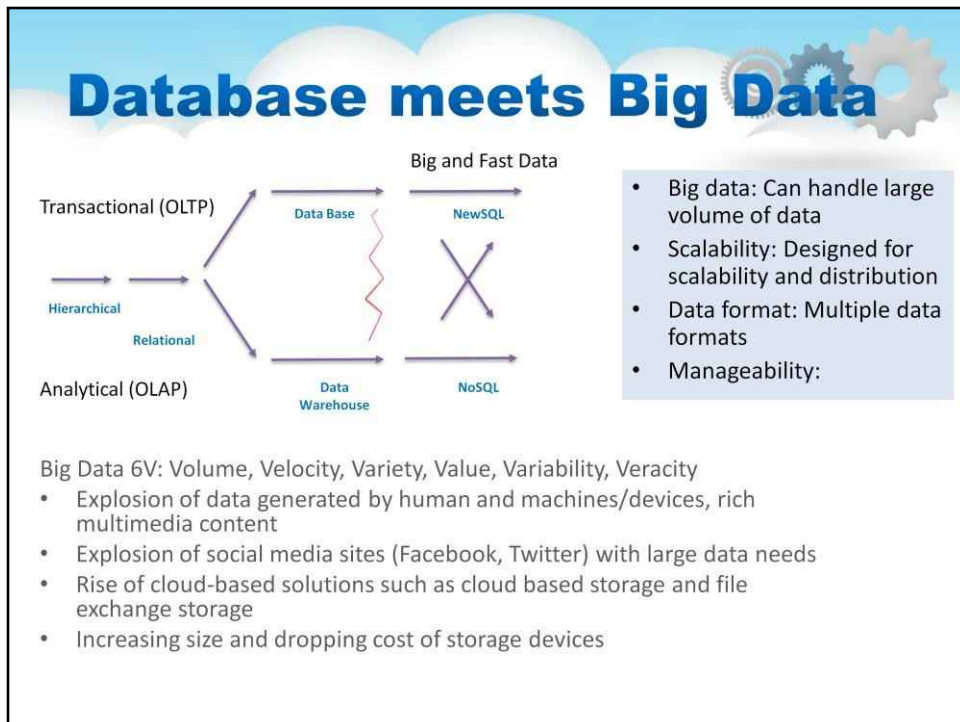 Database meets Big Data
Big and Fast Data
Transactional (OLTP)
Data Base
NewSQL
Hierarchical
Relational
Analytical (OLAP)
Data
Warehouse
NoSQL
• Big data: Can handle large
volume of data
• Scalability: Designed for
scalability and distribution
• Data format: Multiple data
formats
• Manageability:
Big Data 6V: Volume, Velocity, Variety, Value, Variability, Veracity
• Explosion of data generated by human and machines/devices, rich
multimedia content
• Explosion of social media sites (Facebook, Twitter) with large data needs
• Rise of cloud-based solutions such as cloud based storage and file
exchange storage
• Increasing size and dropping cost of storage devices